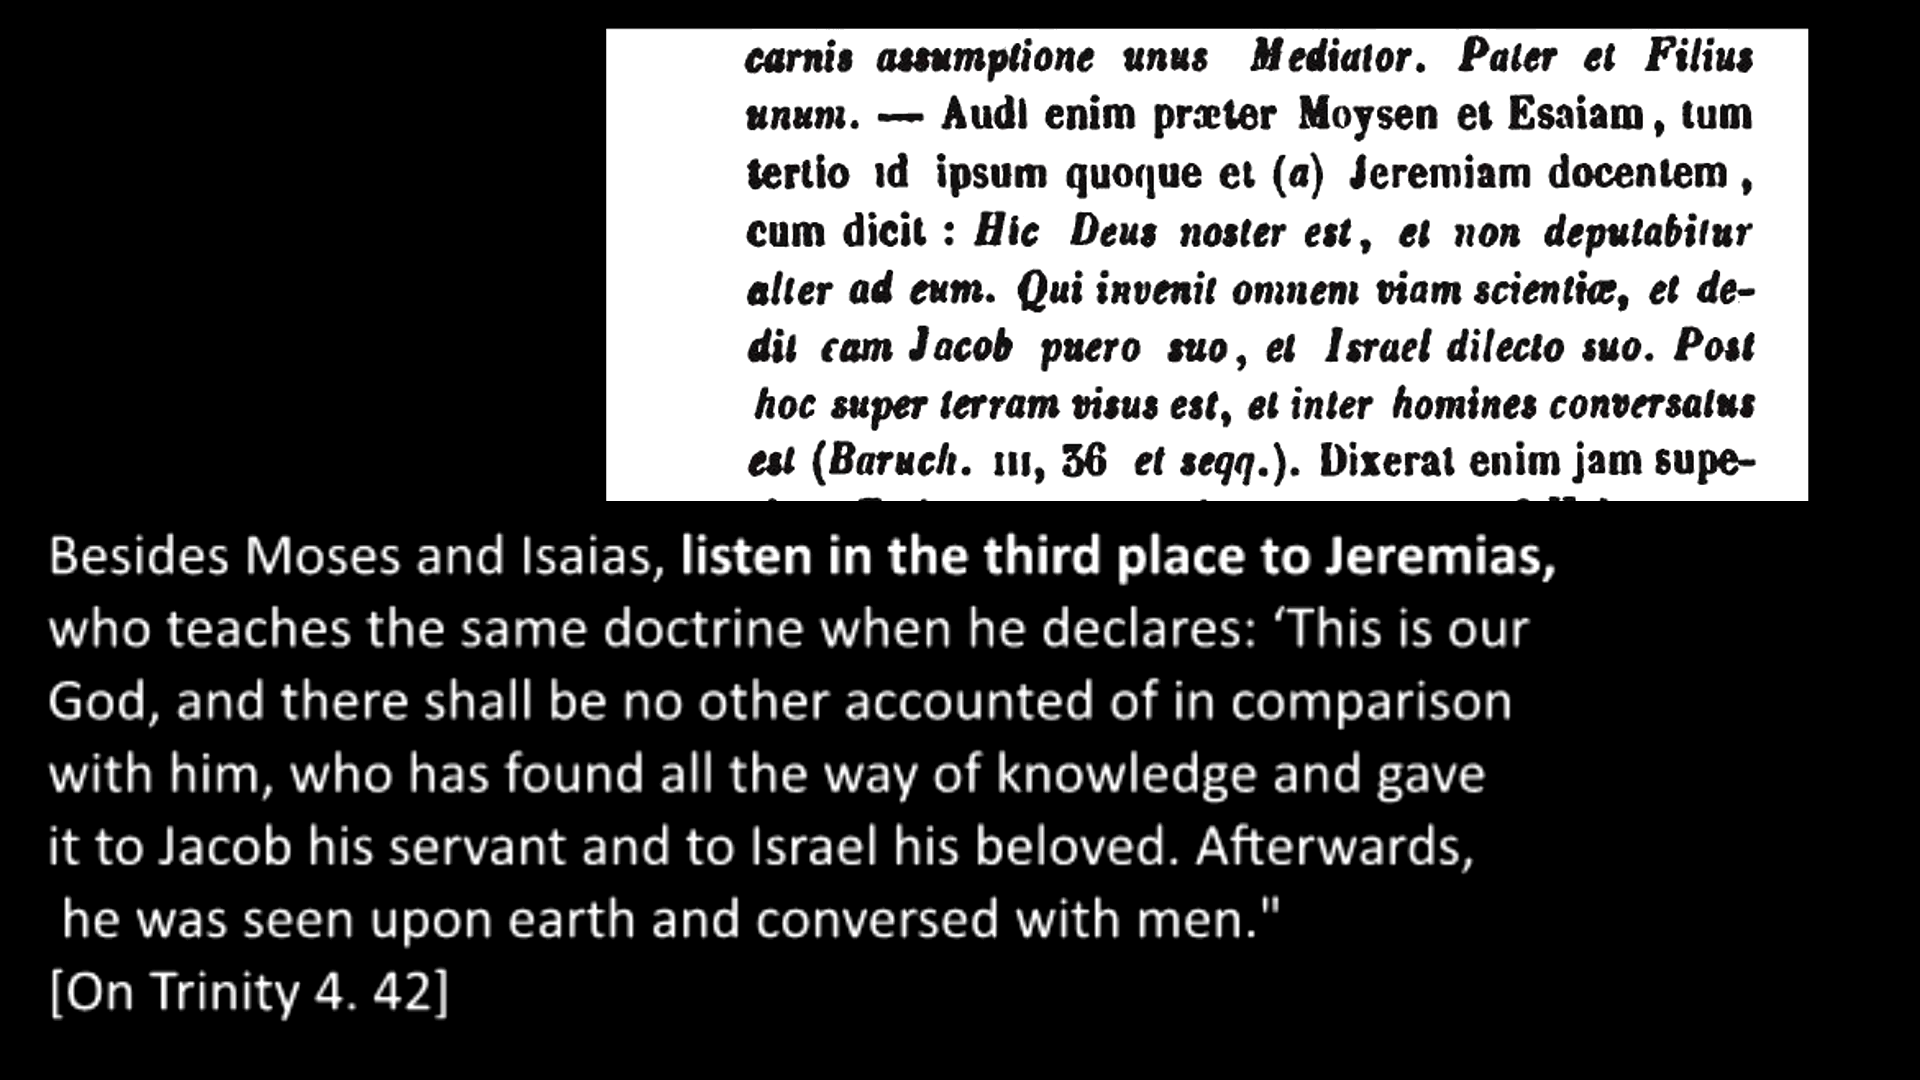 carnis assumptione unus Mediator. Pater et Filius
unum. — Audi enim præter Moysen et Esaiam, tum
tertio id ipsum quoque et (a) Jeremiam docentem,
cum dicit : Hic Deus noster est, et non deputabitur
alter ad eum. Qui invenit omnem viam scientiæ, et de-
dit eam Jacob puero suo, et Israel dilecto suo. Post
hoc super terram visus est, et inter homines conversatus
est (Baruch. III, 36 et seqq.). Dixerat enim jam supe-
Besides Moses and Isaias, listen in the third place to Jeremias,
who teaches the same doctrine when he declares: ‘This is our
God, and there shall be no other accounted of in comparison
with him, who has found all the way of knowledge and gave
it to Jacob his servant and to Israel his beloved. Afterwards,
he was seen upon earth and conversed with men."
[On Trinity 4. 42]